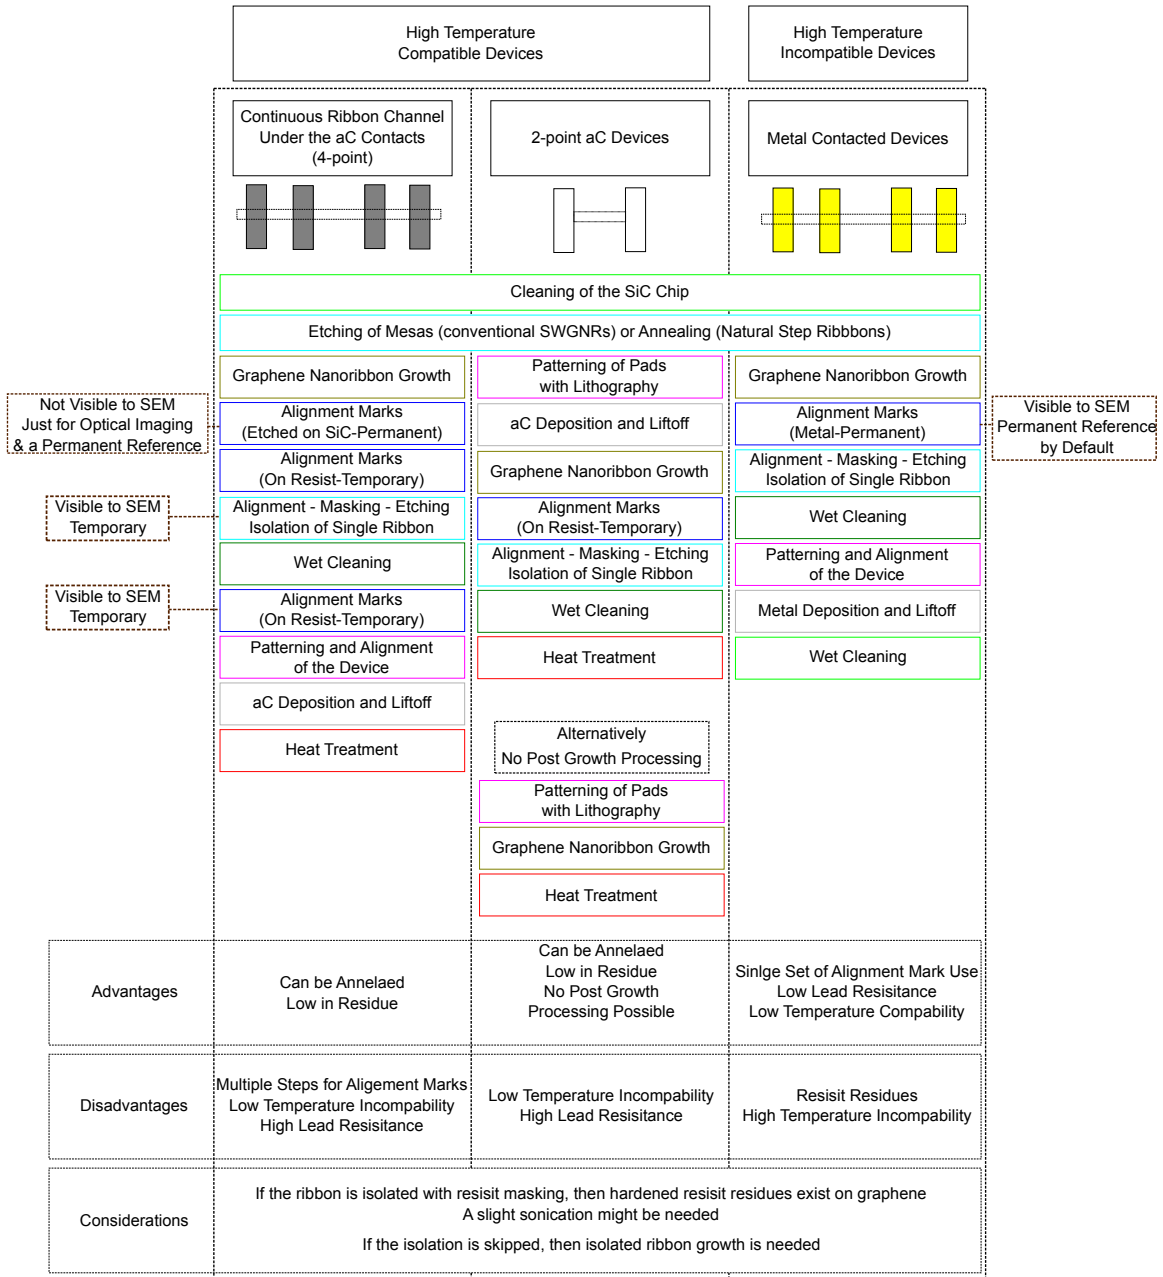 High Temperature
Compatible Devices
High Temperature
Incompatible Devices
Continuous Ribbon Channel
Under the aC Contacts
(4-point)
2-point aC Devices
Metal Contacted Devices
Cleaning of the SiC Chip
Etching of Mesas (conventional SWGNRs) or Annealing (Natural Step Ribbbons)
Graphene Nanoribbon Growth
Alignment Marks
(Etched on SiC-Permanent)
Alignment Marks
(On Resist-Temporary)
Alignment - Masking - Etching
Isolation of Single Ribbon
Wet Cleaning
Alignment Marks
(On Resist-Temporary)
Patterning and Alignment
of the Device
aC Deposition and Liftoff
Heat Treatment
Not Visible to SEM
Just for Optical Imaging
& a Permanent Reference
Visible to SEM
Temporary
Visible to SEM
Temporary
Patterning of Pads
with Lithography
aC Deposition and Liftoff
Graphene Nanoribbon Growth
Alignment Marks
(On Resist-Temporary)
Alignment - Masking - Etching
Isolation of Single Ribbon
Wet Cleaning
Heat Treatment
Alternatively
No Post Growth Processing
Patterning of Pads
with Lithography
Graphene Nanoribbon Growth
Heat Treatment
Graphene Nanoribbon Growth
Alignment Marks
(Metal-Permanent)
Alignment - Masking - Etching
Isolation of Single Ribbon
Wet Cleaning
Patterning and Alignment
of the Device
Metal Deposition and Liftoff
Wet Cleaning
Visible to SEM
Permanent Reference
by Default
Advantages
Can be Annelaed
Low in Residue
Can be Annelaed
Low in Residue
No Post Growth
Processing Possible
Sinlge Set of Alignment Mark Use
Low Lead Resisitance
Low Temperature Compability
Disadvantages
Multiple Steps for Aligement Marks
Low Temperature Incompability
High Lead Resisitance
Low Temperature Incompability
High Lead Resisitance
Resisit Residues
High Temperature Incompability
Considerations
If the ribbon is isolated with resisit masking, then hardened resisit residues exist on graphene
A slight sonication might be needed
If the isolation is skipped, then isolated ribbon growth is needed